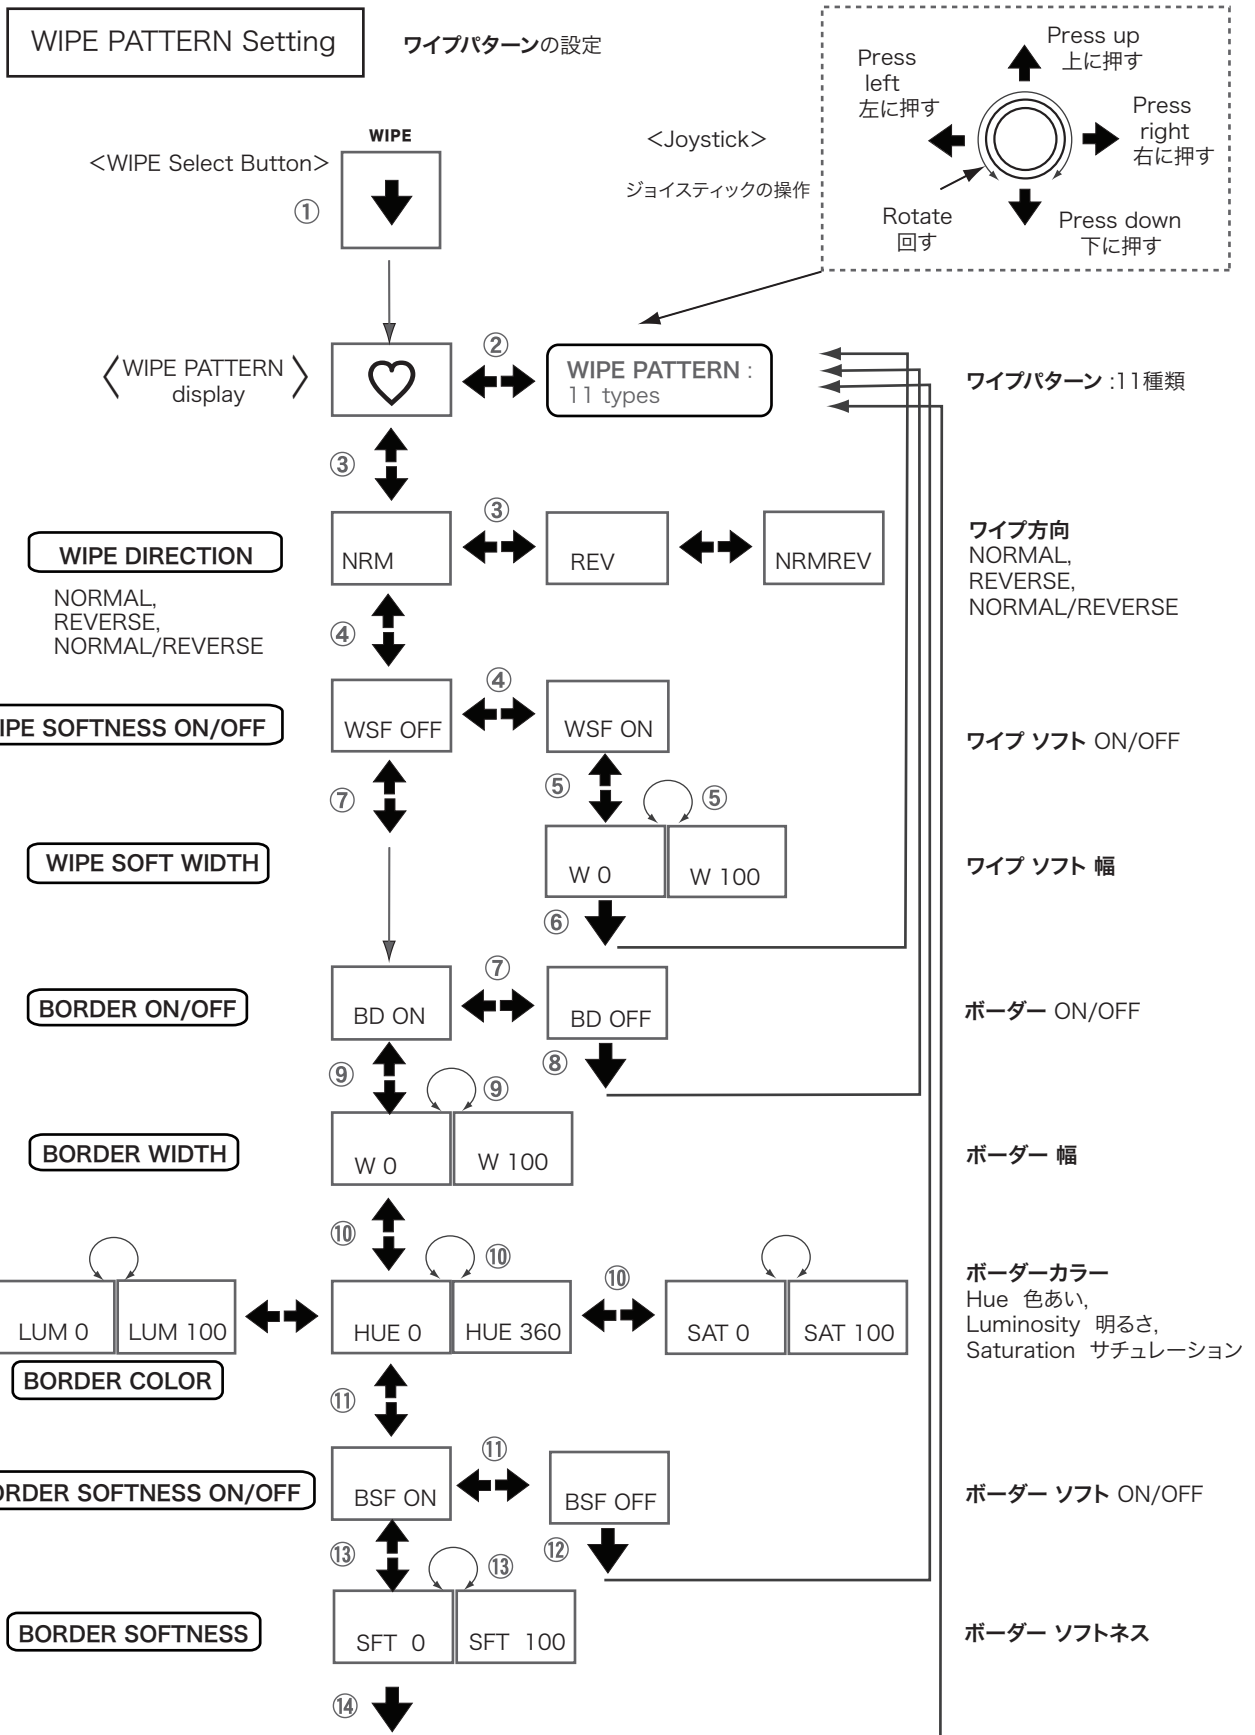 WIPE PATTERN Setting
ワイプパターンの設定
Press up
上に押す
Press
left
左に押す
Press
right
右に押す
Rotate
回す
Press down
下に押す
<Joystick>
ジョイスティックの操作
WIPE
<WIPE Select Button>
①
〈WIPE PATTERN
display〉
②
WIPE PATTERN :
11 types
ワイプパターン :11種類
③
WIPE DIRECTION
NORMAL,
REVERSE,
NORMAL/REVERSE
NRM
③
REV
NRMREV
ワイプ方向
NORMAL,
REVERSE,
NORMAL/REVERSE
④
IPE SOFTNESS ON/OFF
WSF OFF
④
WSF ON
ワイプ ソフト ON/OFF
⑦
⑤
⑤
WIPE SOFT WIDTH
W 0
W 100
ワイプ ソフト 幅
⑥
BORDER ON/OFF
BD ON
⑦
BD OFF
ボーダー ON/OFF
⑧
⑨
⑨
BORDER WIDTH
W 0
W 100
ボーダー 幅
⑩
⑩
⑩
LUM 0
LUM 100
HUE 0
HUE 360
SAT 0
SAT 100
BORDER COLOR
ボーダーカラー
Hue 色あい,
Luminosity 明るさ,
Saturation サチュレーション
⑪
ORDER SOFTNESS ON/OFF
BSF ON
⑪
BSF OFF
ボーダー ソフト ON/OFF
⑫
⑬
⑬
BORDER SOFTNESS
SFT 0
SFT 100
ボーダー ソフトネス
⑭